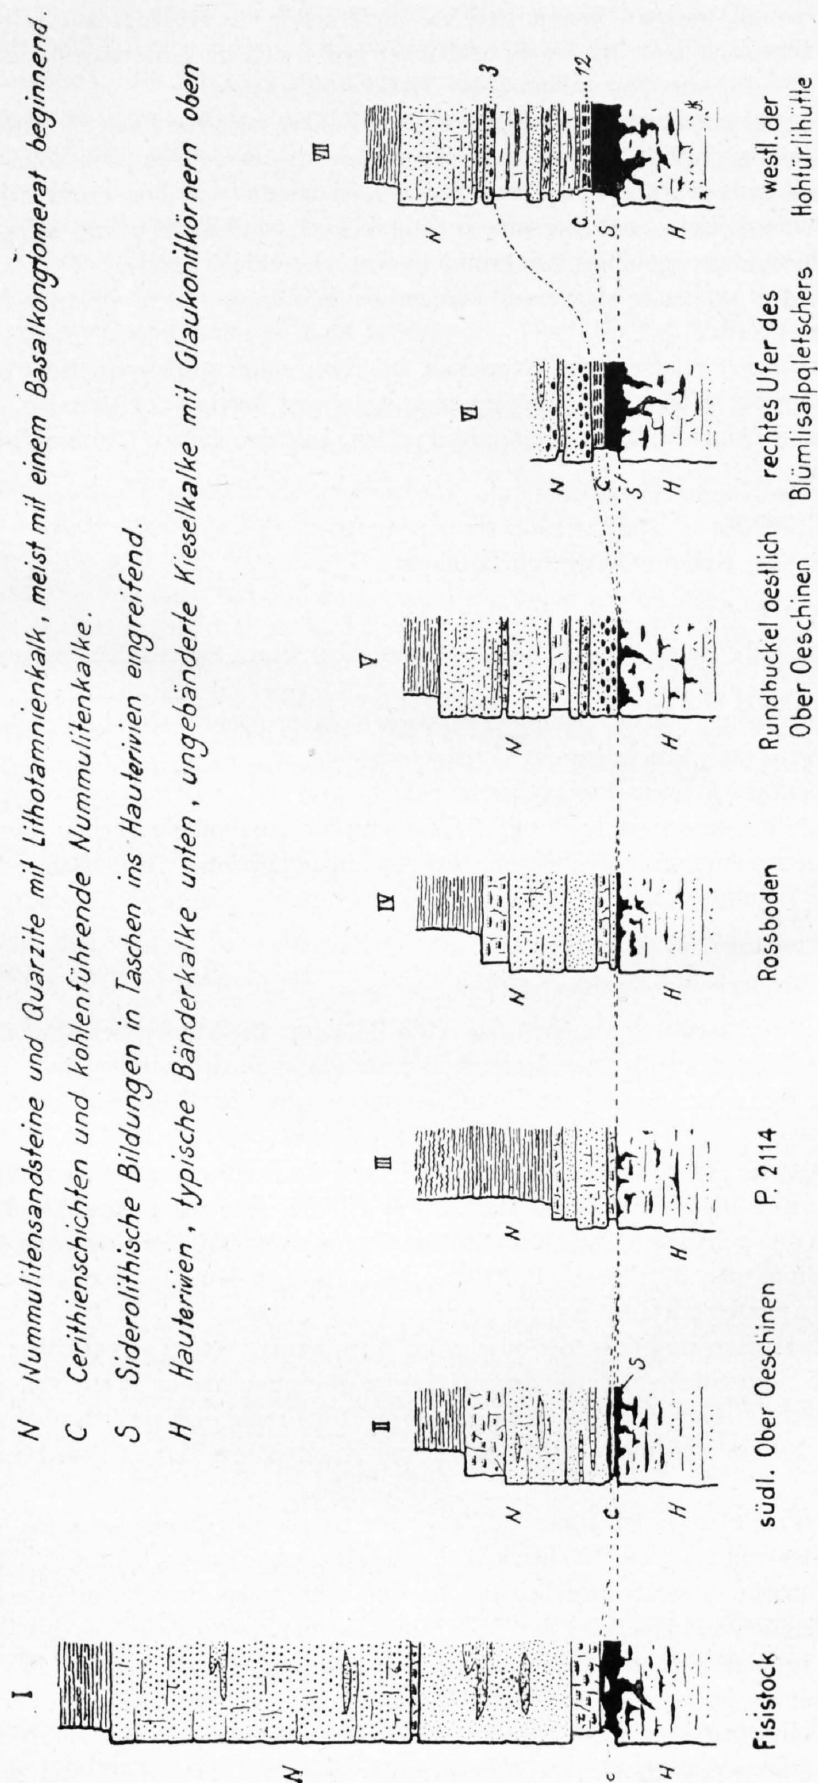 N Nummulitensandsteine und Quarzite mit Lithotamnienkalk, meist mit einem Basalkonglomerat beginnend.
C Cerithienschichten und kohlenführende Nummulitenkalke.
S Siderolithische Bildungen in Taschen ins Hauterivien eingreifend.
H Hauterivien, typische Bänderkalke unten, ungebänderte Kieselkalke mit Glaukonitkörnern oben
I
N
c
H
Fisistock
II
N
C
S
H
südl. Ober Oeschinen
III
N
H
P. 2114
IV
N
H
Rossboden
V
N
H
Rundbuckel oestlich
Ober Oeschinen
VI
N
C
S
H
rechtes Ufer des
Blümlisalpgletschers
VII
N
C
S
H
3
12
westl. der
Hohtürlihütte